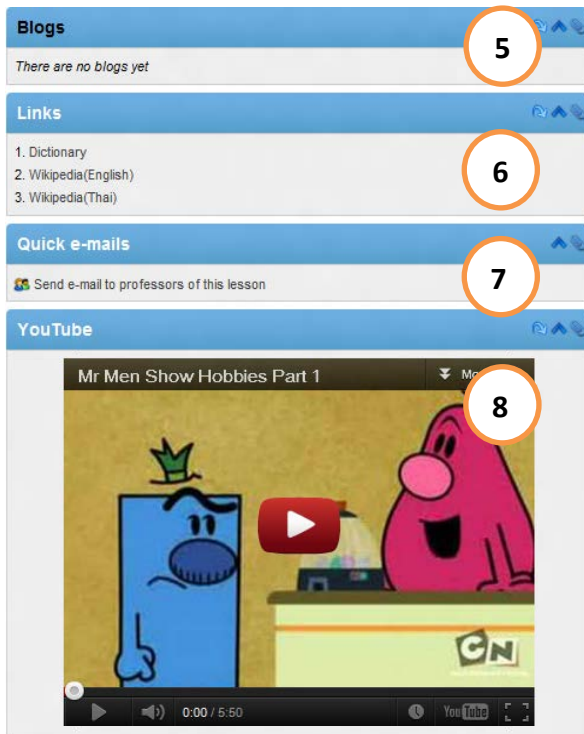 Blogs
5
There are no blogs yet
Links
1. Dictionary
6
2. Wikipedia(English)
3. Wikipedia(Thai)
Quick e-mails
7
Send e-mail to professors of this lesson
YouTube
Mr Men Show Hobbies Part 1
8
CN
0:00 / 5:50
YouTube